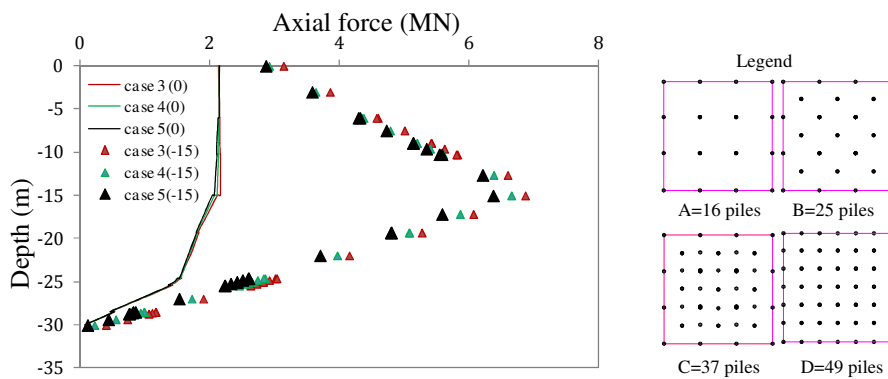 Axial force (MN)
0 2 4 6 8
0
-5
-10
-15
-20
-25
-30
-35
Depth (m)
case 3 (0)
case 4 (0)
case 5 (0)
case 3 (-15)
case 4 (-15)
case 5 (-15)
Legend
A=16 piles B=25 piles
C=37 piles D=49 piles